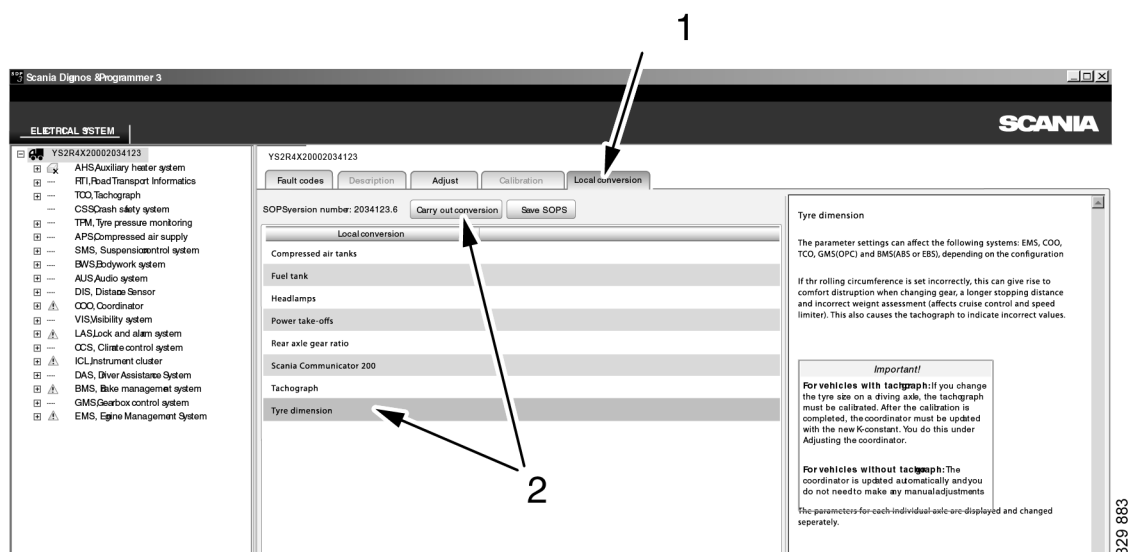 1
SDP 3 Scania Dignos &Programmer 3
ELECTRCAL SSTEM
SCANIA
YS2R4X20002034123
AHS,Auxiliary heater system
RTI,Road Transport Informatics
TCO, Tachograph
CSS,Crash safety system
TPM, Tyre pressure monitoring
APS,Compressed air supply
SMS, Suspension control system
BWS,Bodywork system
AUS,Audio system
DIS, Distance Sensor
COO, Coordinator
VIS,Visibility system
LAS,Lock and alarm system
CCS, Climate control system
ICL,Instrument cluster
DAS, Driver Assistance System
BMS, Brake management system
GMS,Gearbox control system
EMS, Engine Management System
YS2R4X20002034123
Fault codes Description Adjust Calibration Local conversion
SOPSversion number: 2034123.6 Carry out conversion Save SOPS
Local conversion
Compressed air tanks
Fuel tank
Headlamps
Power take-offs
Rear axle gear ratio
Scania Communicator 200
Tachograph
Tyre dimension
2
Tyre dimension
The parameter settings can affect the following systems: EMS, COO,
TCO, GMS(OPC) and BMS(ABS or EBS), depending on the configuration
If thr rolling circumference is set incorrectly, this can give rise to
comfort distruption when changing gear, a longer stopping distance
and incorrect weignt assessment (affects cruise control and speed
limiter). This also causes the tachograph to indicate incorrect values.
Important!
For vehicles with tachograph: If you change
the tyre size on a driving axle, the tachograph
must be calibrated. After the calibration is
completed, the coordinator must be updated
with the new K-constant. You do this under
Adjusting the coordinator.
For vehicles without tachograph: The
coordinator is updated automatically and you
do not need to make any manual adjustments
The parameters for each individual axle are displayed and changed
seperately.
329 883